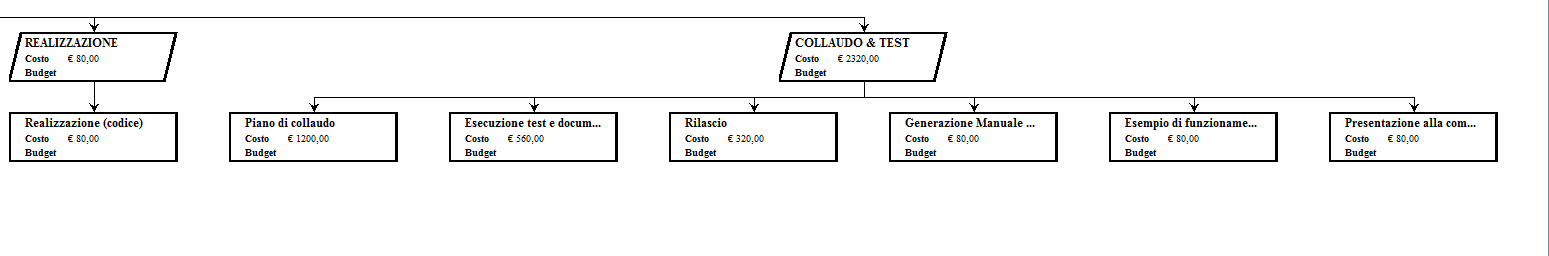 REALIZZAZIONE
Costo € 80,00
Budget
COLLAUDO & TEST
Costo € 2320,00
Budget
Realizzazione (codice)
Costo € 80,00
Budget
Piano di collaudo
Costo € 1200,00
Budget
Esecuzione test e docum...
Costo € 560,00
Budget
Rilascio
Costo € 320,00
Budget
Generazione Manuale ...
Costo € 80,00
Budget
Esempio di funzioname...
Costo € 80,00
Budget
Presentazione alla com...
Costo € 80,00
Budget